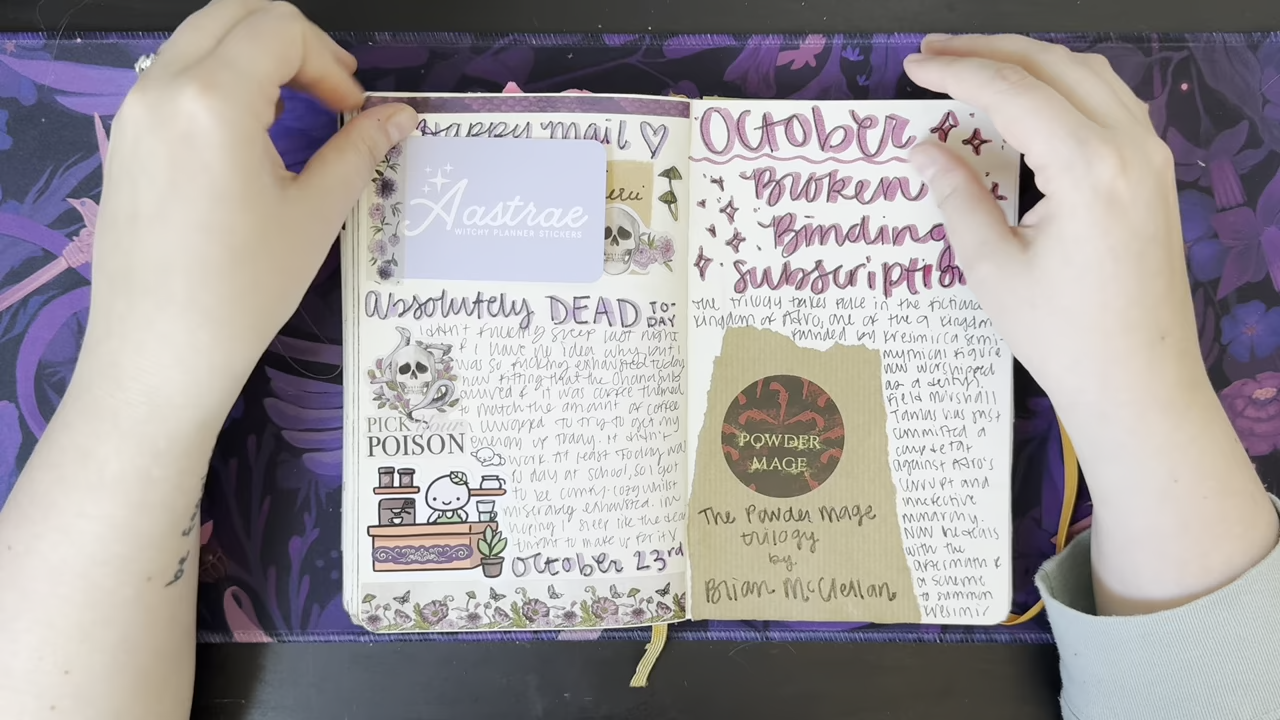 Happy mail
Aastrae
WITCHY PLANNER STICKERS
Merci
Absolutely DEAD TO-
DAY
I didn't fucking sleep last night
& I have no idea why but I
was so fucking exhausted today
how fitting that the
arrived & it was coffee themed
to match the amount of coffee
I to try to get my
energy up today. It didn't
work. At least today was
a day at school, so I got
to be comfy cozy whilst
miserably exhausted. I'm
hoping I sleep like the dead
tonight to make up for it
PICK your
POISON
October 23rd
October
Broken
Binding
subscription
The trilogy takes place in the fictional
kingdom of Adro, one of the 9 kingdoms
founded by Kresimir a semi-
mythical figure
now worshipped
as a deity.
Field Marshall
Tamas has just
committed a
coup d'etat
against Adro's
corrupt and
ineffective
monarchy.
Now he deals
with the
aftermath &
a scheme
to summon
Kresimir
POWDER
MAGE
The Powder Mage
trilogy
by
Brian McClellan
be